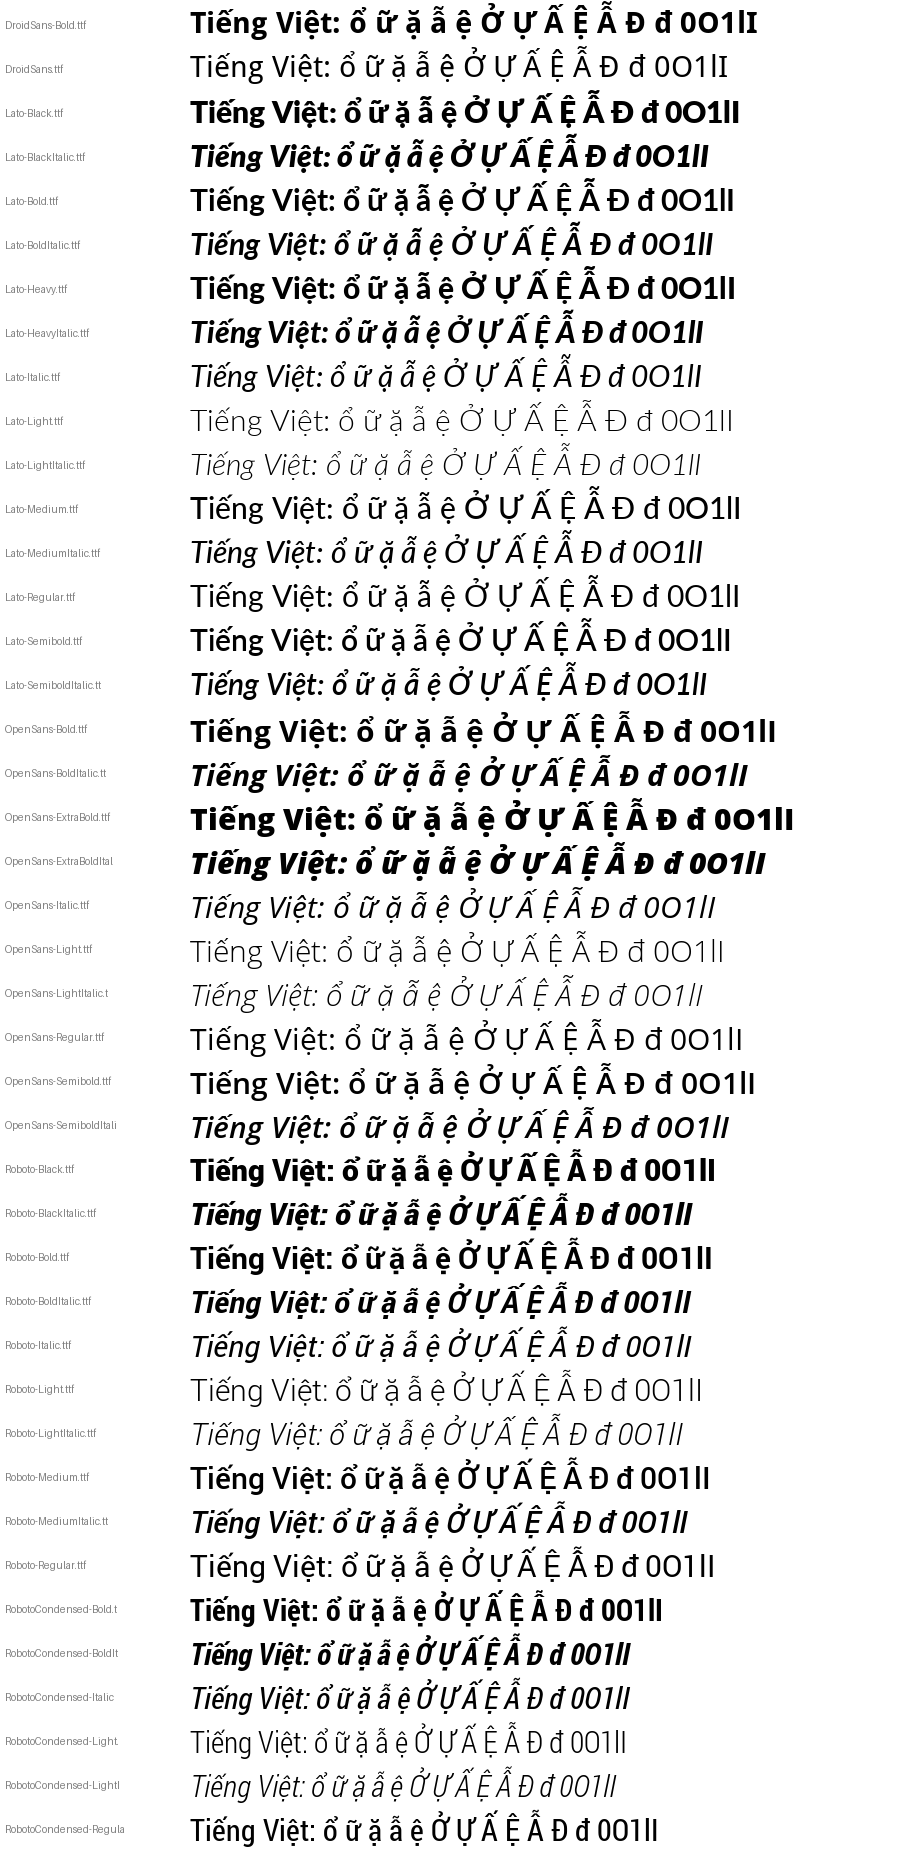 DroidSans-Bold.ttf Tiếng Việt: ổ ữ ặ ẫ ệ Ở Ự Ấ Ệ Ẫ Đ đ 0O1lI
DroidSans.ttf Tiếng Việt: ổ ữ ặ ẫ ệ Ở Ự Ấ Ệ Ẫ Đ đ 0O1lI
Lato-Black.ttf Tiếng Việt: ổ ữ ặ ẫ ệ Ở Ự Ấ Ệ Ẫ Đ đ 0O1lI
Lato-BlackItalic.ttf Tiếng Việt: ổ ữ ặ ẫ ệ Ở Ự Ấ Ệ Ẫ Đ đ 0O1lI
Lato-Bold.ttf Tiếng Việt: ổ ữ ặ ẫ ệ Ở Ự Ấ Ệ Ẫ Đ đ 0O1lI
Lato-BoldItalic.ttf Tiếng Việt: ổ ữ ặ ẫ ệ Ở Ự Ấ Ệ Ẫ Đ đ 0O1lI
Lato-Heavy.ttf Tiếng Việt: ổ ữ ặ ẫ ệ Ở Ự Ấ Ệ Ẫ Đ đ 0O1lI
Lato-HeavyItalic.ttf Tiếng Việt: ổ ữ ặ ẫ ệ Ở Ự Ấ Ệ Ẫ Đ đ 0O1lI
Lato-Italic.ttf Tiếng Việt: ổ ữ ặ ẫ ệ Ở Ự Ấ Ệ Ẫ Đ đ 0O1lI
Lato-Light.ttf Tiếng Việt: ổ ữ ặ ẫ ệ Ở Ự Ấ Ệ Ẫ Đ đ 0O1lI
Lato-LightItalic.ttf Tiếng Việt: ổ ữ ặ ẫ ệ Ở Ự Ấ Ệ Ẫ Đ đ 0O1lI
Lato-Medium.ttf Tiếng Việt: ổ ữ ặ ẫ ệ Ở Ự Ấ Ệ Ẫ Đ đ 0O1lI
Lato-MediumItalic.ttf Tiếng Việt: ổ ữ ặ ẫ ệ Ở Ự Ấ Ệ Ẫ Đ đ 0O1lI
Lato-Regular.ttf Tiếng Việt: ổ ữ ặ ẫ ệ Ở Ự Ấ Ệ Ẫ Đ đ 0O1lI
Lato-Semibold.ttf Tiếng Việt: ổ ữ ặ ẫ ệ Ở Ự Ấ Ệ Ẫ Đ đ 0O1lI
Lato-SemiboldItalic.tt Tiếng Việt: ổ ữ ặ ẫ ệ Ở Ự Ấ Ệ Ẫ Đ đ 0O1lI
OpenSans-Bold.ttf Tiếng Việt: ổ ữ ặ ẫ ệ Ở Ự Ấ Ệ Ẫ Đ đ 0O1lI
OpenSans-BoldItalic.tt Tiếng Việt: ổ ữ ặ ẫ ệ Ở Ự Ấ Ệ Ẫ Đ đ 0O1lI
OpenSans-ExtraBold.ttf Tiếng Việt: ổ ữ ặ ẫ ệ Ở Ự Ấ Ệ Ẫ Đ đ 0O1lI
OpenSans-ExtraBoldItal Tiếng Việt: ổ ữ ặ ẫ ệ Ở Ự Ấ Ệ Ẫ Đ đ 0O1lI
OpenSans-Italic.ttf Tiếng Việt: ổ ữ ặ ẫ ệ Ở Ự Ấ Ệ Ẫ Đ đ 0O1lI
OpenSans-Light.ttf Tiếng Việt: ổ ữ ặ ẫ ệ Ở Ự Ấ Ệ Ẫ Đ đ 0O1lI
OpenSans-LightItalic.t Tiếng Việt: ổ ữ ặ ẫ ệ Ở Ự Ấ Ệ Ẫ Đ đ 0O1lI
OpenSans-Regular.ttf Tiếng Việt: ổ ữ ặ ẫ ệ Ở Ự Ấ Ệ Ẫ Đ đ 0O1lI
OpenSans-Semibold.ttf Tiếng Việt: ổ ữ ặ ẫ ệ Ở Ự Ấ Ệ Ẫ Đ đ 0O1lI
OpenSans-SemiboldItali Tiếng Việt: ổ ữ ặ ẫ ệ Ở Ự Ấ Ệ Ẫ Đ đ 0O1lI
Roboto-Black.ttf Tiếng Việt: ổ ữ ặ ẫ ệ Ở Ự Ấ Ệ Ẫ Đ đ 0O1lI
Roboto-BlackItalic.ttf Tiếng Việt: ổ ữ ặ ẫ ệ Ở Ự Ấ Ệ Ẫ Đ đ 0O1lI
Roboto-Bold.ttf Tiếng Việt: ổ ữ ặ ẫ ệ Ở Ự Ấ Ệ Ẫ Đ đ 0O1lI
Roboto-BoldItalic.ttf Tiếng Việt: ổ ữ ặ ẫ ệ Ở Ự Ấ Ệ Ẫ Đ đ 0O1lI
Roboto-Italic.ttf Tiếng Việt: ổ ữ ặ ẫ ệ Ở Ự Ấ Ệ Ẫ Đ đ 0O1lI
Roboto-Light.ttf Tiếng Việt: ổ ữ ặ ẫ ệ Ở Ự Ấ Ệ Ẫ Đ đ 0O1lI
Roboto-LightItalic.ttf Tiếng Việt: ổ ữ ặ ẫ ệ Ở Ự Ấ Ệ Ẫ Đ đ 0O1lI
Roboto-Medium.ttf Tiếng Việt: ổ ữ ặ ẫ ệ Ở Ự Ấ Ệ Ẫ Đ đ 0O1lI
Roboto-MediumItalic.tt Tiếng Việt: ổ ữ ặ ẫ ệ Ở Ự Ấ Ệ Ẫ Đ đ 0O1lI
Roboto-Regular.ttf Tiếng Việt: ổ ữ ặ ẫ ệ Ở Ự Ấ Ệ Ẫ Đ đ 0O1lI
RobotoCondensed-Bold.t Tiếng Việt: ổ ữ ặ ẫ ệ Ở Ự Ấ Ệ Ẫ Đ đ 0O1lI
RobotoCondensed-BoldIt Tiếng Việt: ổ ữ ặ ẫ ệ Ở Ự Ấ Ệ Ẫ Đ đ 0O1lI
RobotoCondensed-Italic Tiếng Việt: ổ ữ ặ ẫ ệ Ở Ự Ấ Ệ Ẫ Đ đ 0O1lI
RobotoCondensed-Light. Tiếng Việt: ổ ữ ặ ẫ ệ Ở Ự Ấ Ệ Ẫ Đ đ 0O1lI
RobotoCondensed-LightI Tiếng Việt: ổ ữ ặ ẫ ệ Ở Ự Ấ Ệ Ẫ Đ đ 0O1lI
RobotoCondensed-Regula Tiếng Việt: ổ ữ ặ ẫ ệ Ở Ự Ấ Ệ Ẫ Đ đ 0O1lI